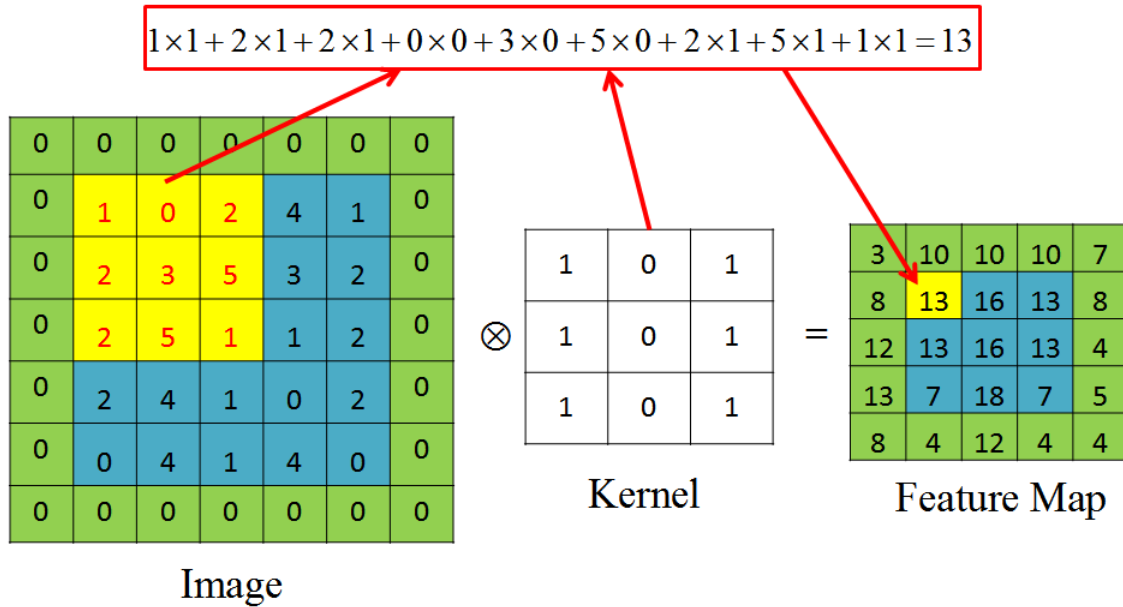 1×1+2×1+2×1+0×0+3×0+5×0+2×1+5×1+1×1=13
0 0 0 0 0 0 0
0 1 0 2 4 1 0
0 2 3 5 3 2 0
0 2 5 1 1 2 0
0 2 4 1 0 2 0
0 0 4 1 4 0 0
0 0 0 0 0 0 0
Image
⊗
1 0 1
1 0 1
1 0 1
Kernel
=
3 10 10 10 7
8 13 16 13 8
12 13 16 13 4
13 7 18 7 5
8 4 12 4 4
Feature Map